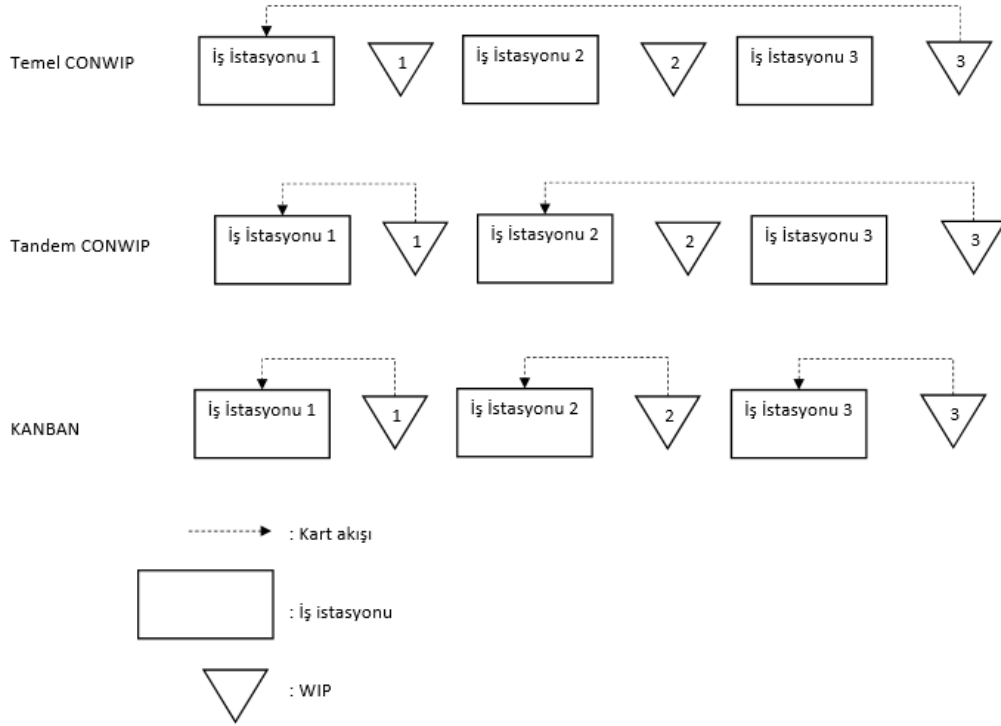 Temel CONWIP
İş İstasyonu 1
1
İş İstasyonu 2
2
İş İstasyonu 3
3
Tandem CONWIP
İş İstasyonu 1
1
İş İstasyonu 2
2
İş İstasyonu 3
3
KANBAN
İş İstasyonu 1
1
İş İstasyonu 2
2
İş İstasyonu 3
3
: Kart akışı
: İş istasyonu
: WIP